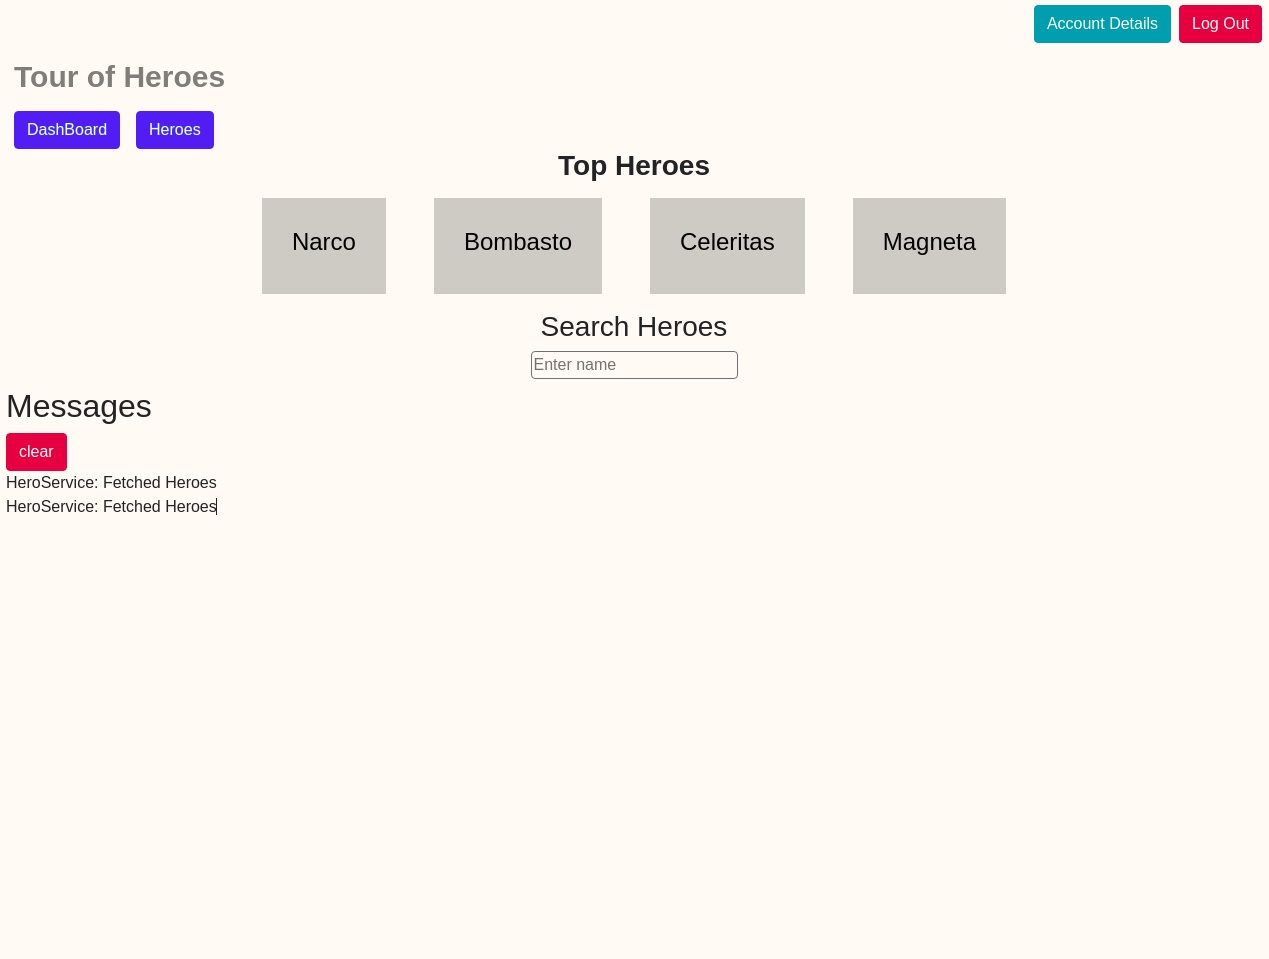 Account Details Log Out
Tour of Heroes
DashBoard Heroes
Top Heroes
Narco Bombasto Celeritas Magneta
Search Heroes
Enter name
Messages
clear
HeroService: Fetched Heroes
HeroService: Fetched Heroes